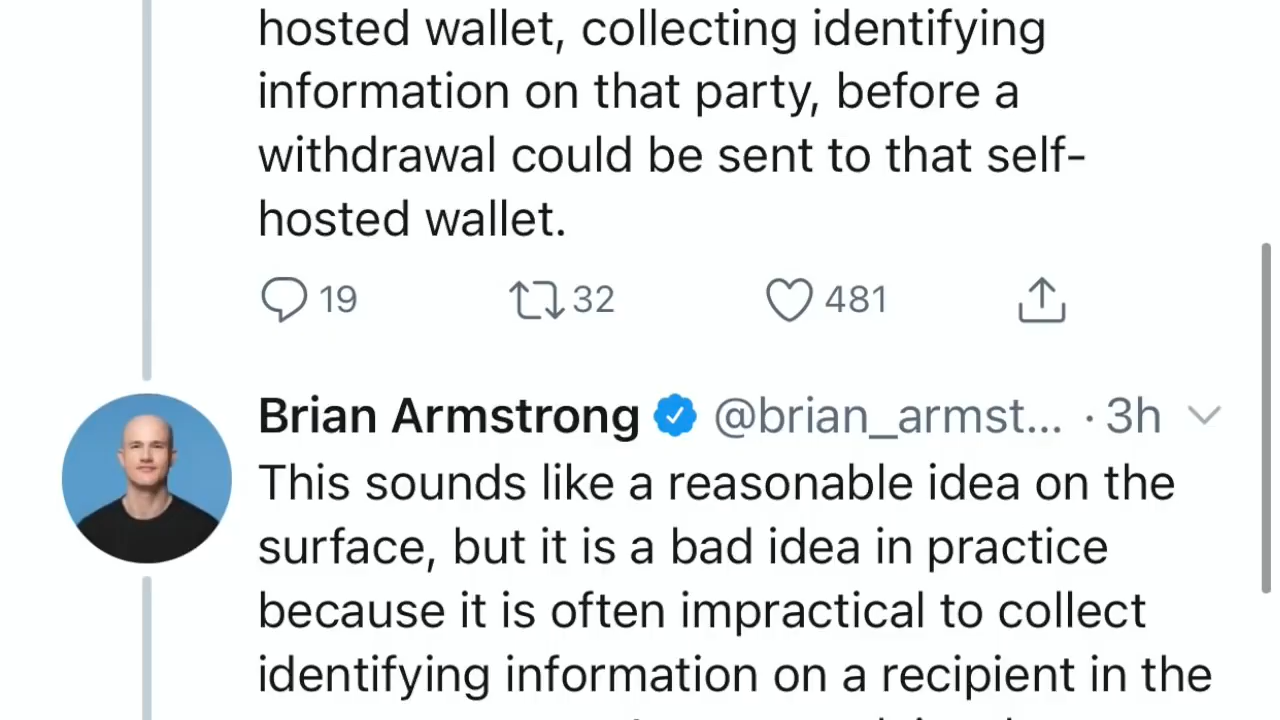 hosted wallet, collecting identifying
information on that party, before a
withdrawal could be sent to that self-
hosted wallet.
19 32 481
Brian Armstrong @brian_armst... · 3h
This sounds like a reasonable idea on the
surface, but it is a bad idea in practice
because it is often impractical to collect
identifying information on a recipient in the